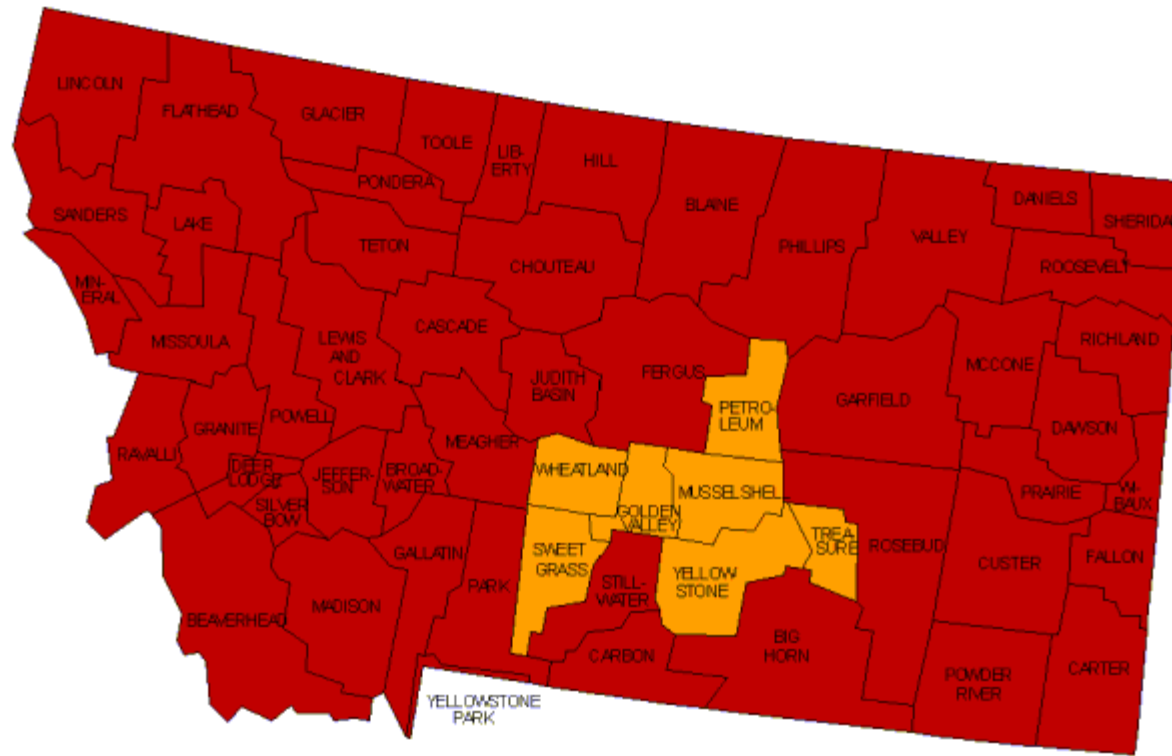 LINCOLN
FLATHEAD
GLACIER
TOOLE
LIB-
ERTY
HILL
BLAINE
PHILLIPS
VALLEY
DANIELS
SHERIDA
ROOSEVELT
PONDERA
SANDERS
LAKE
TETON
CHOUTEAU
MIN-
ERAL
MISSOULA
LEWIS
AND
CLARK
CASCADE
JUDITH
BASIN
FERGUS
PETRO-
LEUM
GARFIELD
MCCONE
RICHLAND
DAWSON
RAVALLI
GRANITE
POWELL
DEER
LODGE
SILVER
BOW
JEFFER-
SON
BROAD-
WATER
MEAGHER
WHEATLAND
GOLDEN
VALLEY
MUSSELSHEL
TREA-
SURE
ROSEBUD
PRAIRIE
WI-
BAUX
CUSTER
FALLON
BEAVERHEAD
MADISON
GALLATIN
PARK
SWEET
GRASS
STILL-
WATER
YELLOW-
STONE
CARBON
BIG
HORN
POWDER
RIVER
CARTER
YELLOWSTONE
PARK